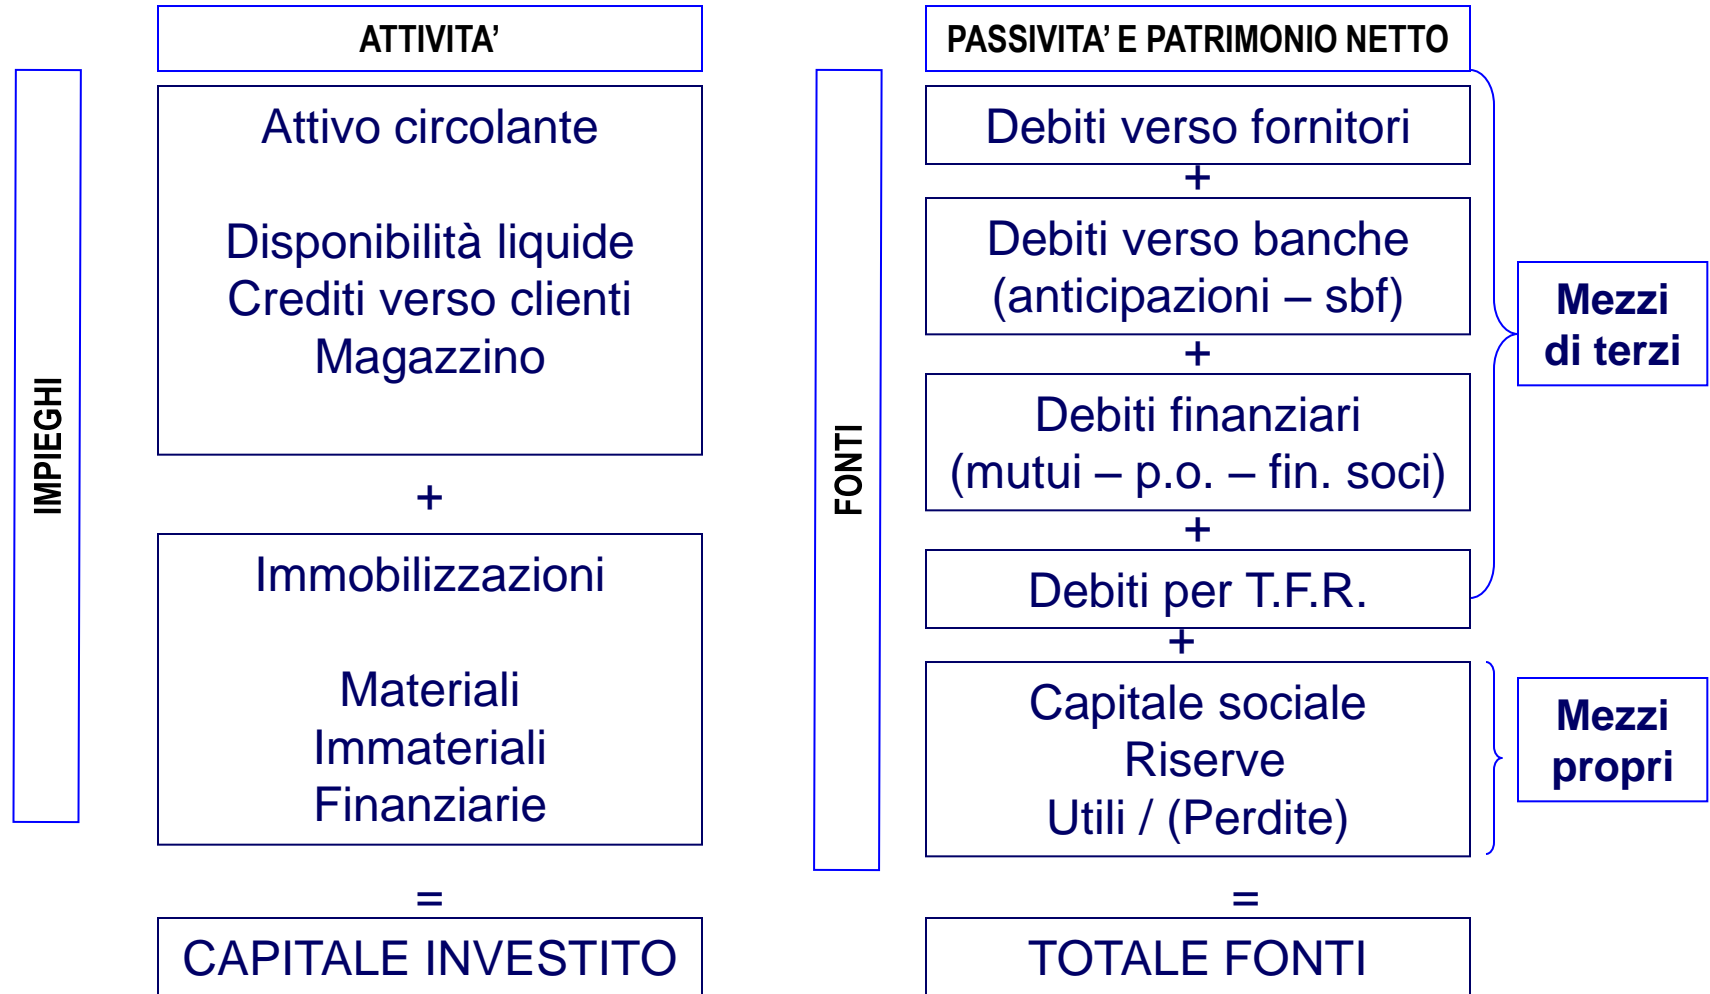 ATTIVITA’
IMPIEGHI
Attivo circolante
Disponibilità liquide
Crediti verso clienti
Magazzino
+
Immobilizzazioni
Materiali
Immateriali
Finanziarie
=
CAPITALE INVESTITO
PASSIVITA’ E PATRIMONIO NETTO
FONTI
Debiti verso fornitori
+
Debiti verso banche
(anticipazioni – sbf)
+
Debiti finanziari
(mutui – p.o. – fin. soci)
+
Debiti per T.F.R.
+
Capitale sociale
Riserve
Utili / (Perdite)
=
TOTALE FONTI
Mezzi
di terzi
Mezzi
propri